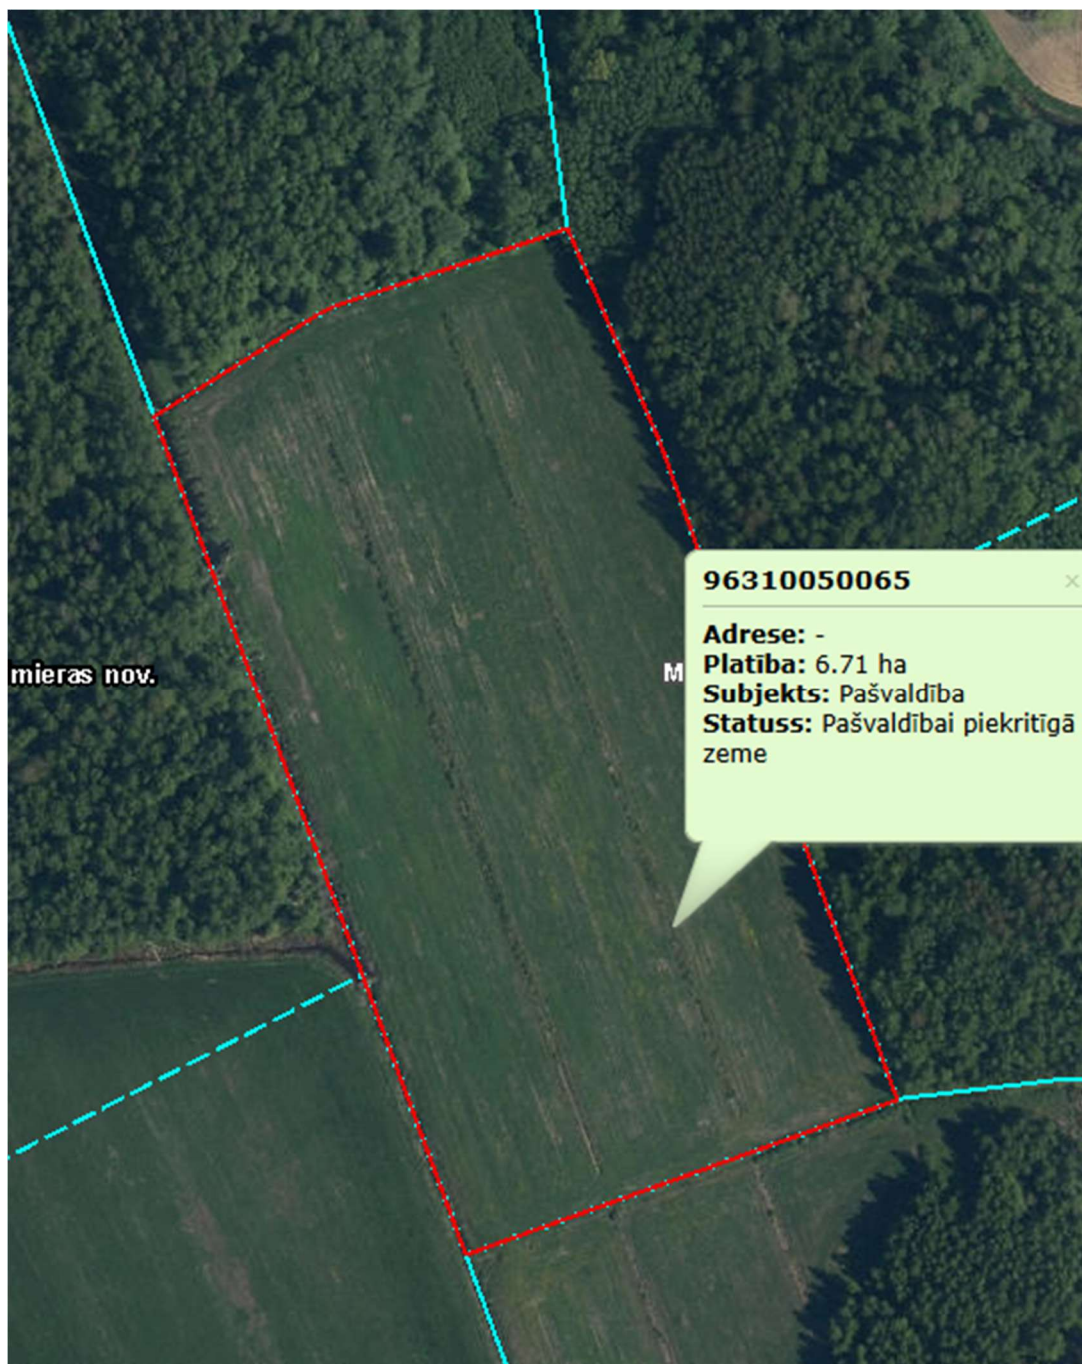 96310050065 ×
Adrese: -
Platība: 6.71 ha
mieras nov.
M
Subjekts: Pašvaldība
Statuss: Pašvaldībai piekritīgā
zeme